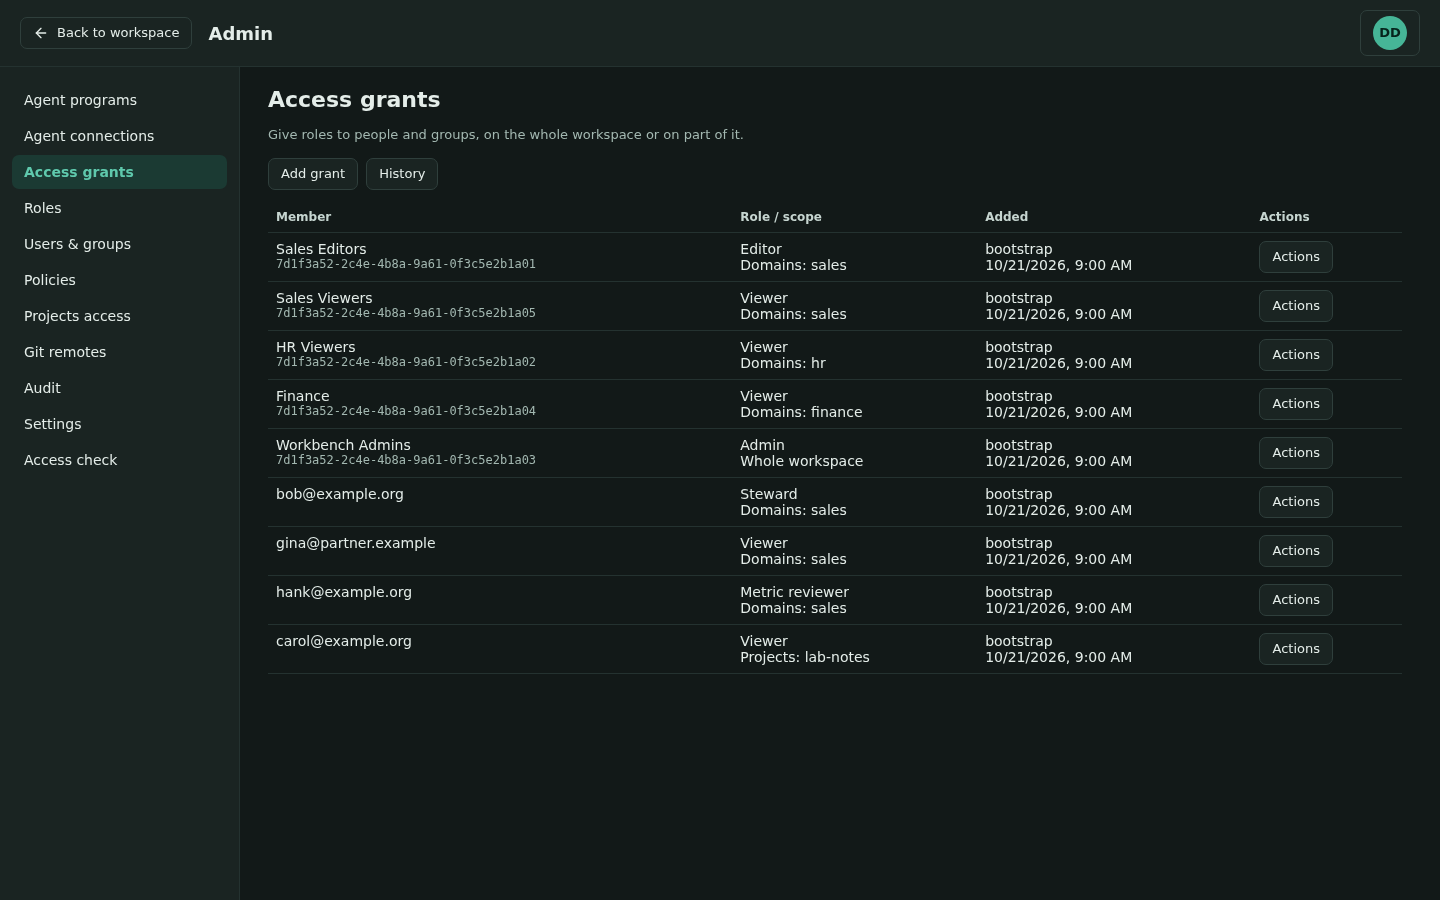 Back to workspace
Admin
DD
Agent programs
Agent connections
Access grants
Roles
Users & groups
Policies
Projects access
Git remotes
Audit
Settings
Access check
Access grants
Give roles to people and groups, on the whole workspace or on part of it.
Add grant
History
Member Role / scope Added Actions
Sales Editors Editor bootstrap Actions
7d1f3a52-2c4e-4b8a-9a61-0f3c5e2b1a01 Domains: sales 10/21/2026, 9:00 AM
Sales Viewers Viewer bootstrap Actions
7d1f3a52-2c4e-4b8a-9a61-0f3c5e2b1a05 Domains: sales 10/21/2026, 9:00 AM
HR Viewers Viewer bootstrap Actions
7d1f3a52-2c4e-4b8a-9a61-0f3c5e2b1a02 Domains: hr 10/21/2026, 9:00 AM
Finance Viewer bootstrap Actions
7d1f3a52-2c4e-4b8a-9a61-0f3c5e2b1a04 Domains: finance 10/21/2026, 9:00 AM
Workbench Admins Admin bootstrap Actions
7d1f3a52-2c4e-4b8a-9a61-0f3c5e2b1a03 Whole workspace 10/21/2026, 9:00 AM
bob@example.org Steward bootstrap Actions
Domains: sales 10/21/2026, 9:00 AM
gina@partner.example Viewer bootstrap Actions
Domains: sales 10/21/2026, 9:00 AM
hank@example.org Metric reviewer bootstrap Actions
Domains: sales 10/21/2026, 9:00 AM
carol@example.org Viewer bootstrap Actions
Projects: lab-notes 10/21/2026, 9:00 AM